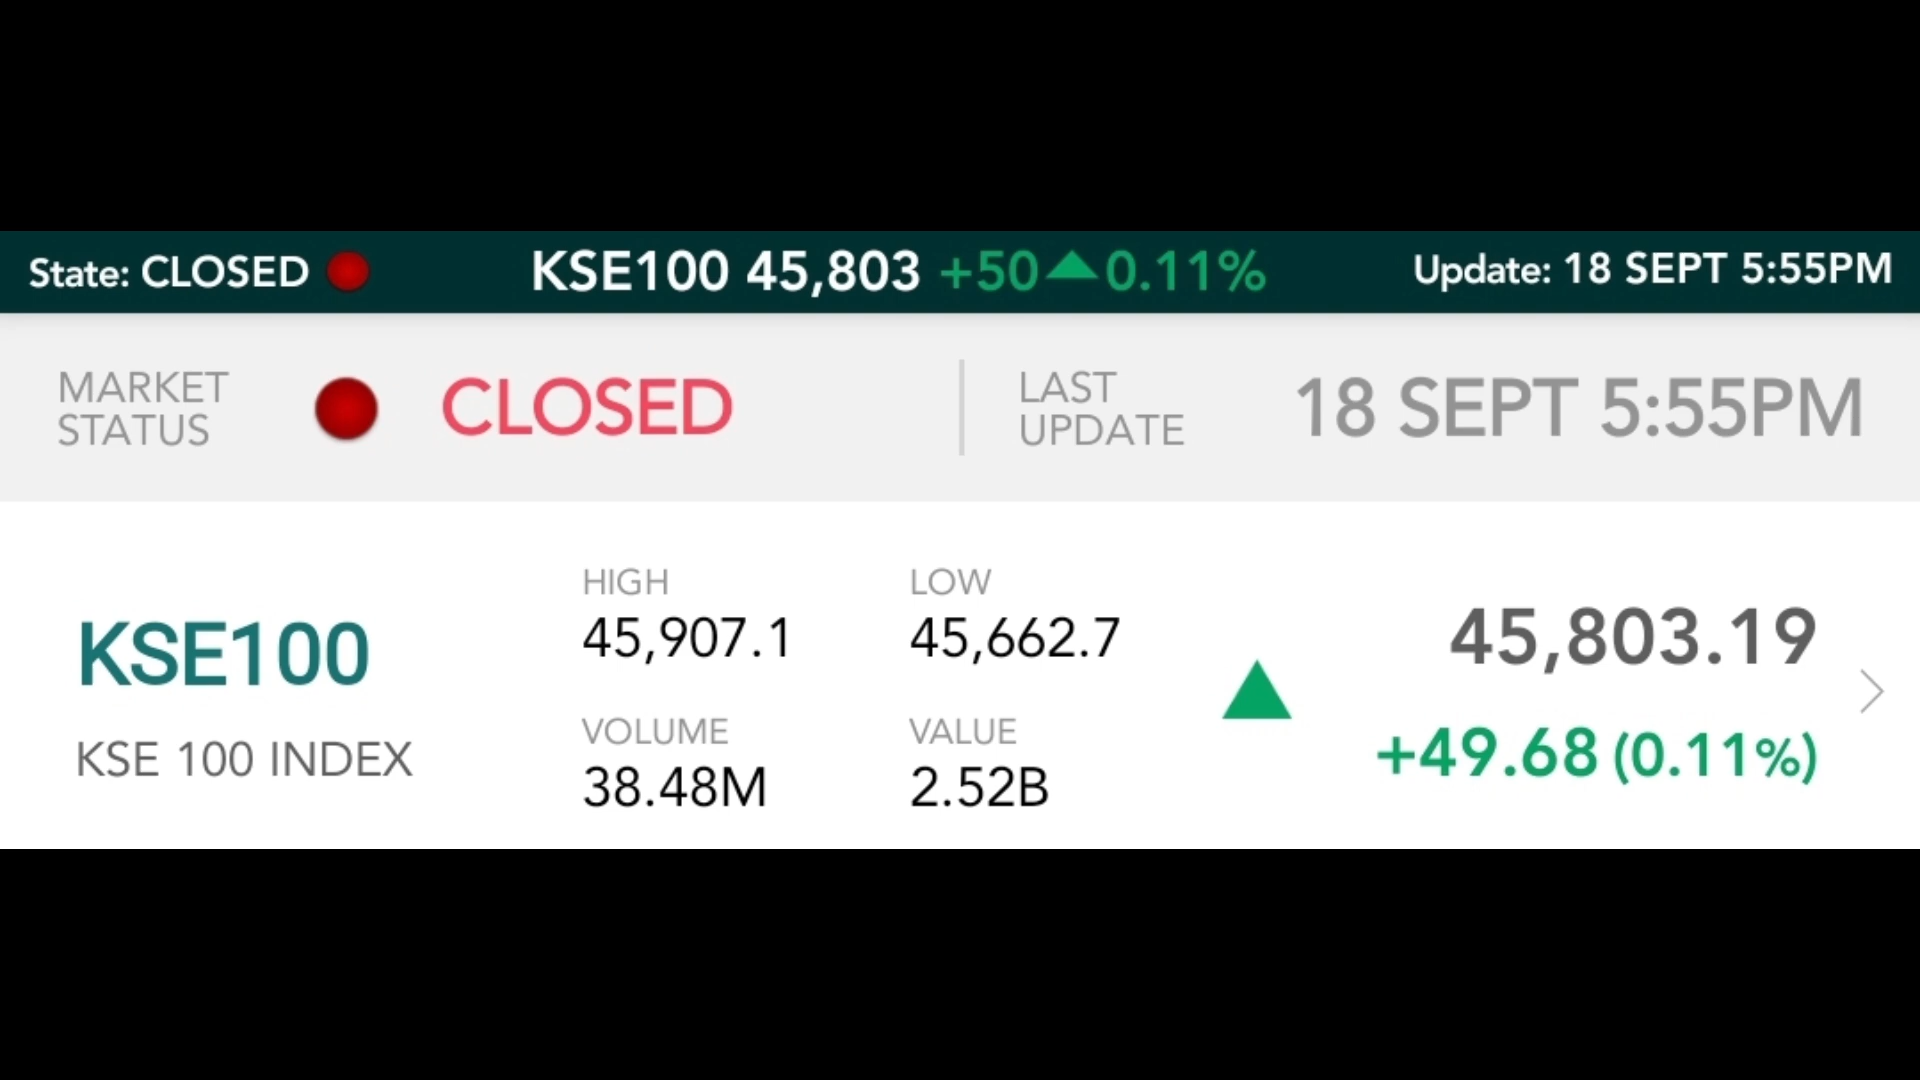 State: CLOSED KSE100 45,803 +50 0.11% Update: 18 SEPT 5:55PM
MARKET STATUS
CLOSED
LAST UPDATE
18 SEPT 5:55PM
KSE100
KSE 100 INDEX
HIGH
45,907.1
LOW
45,662.7
VOLUME
38.48M
VALUE
2.52B
45,803.19
+49.68 (0.11%)